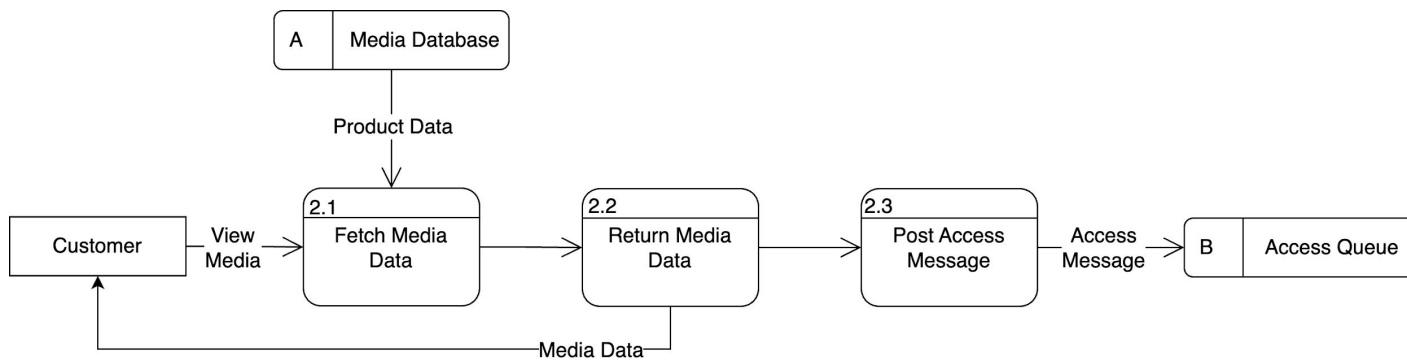 A
Media Database
Product Data
2.1
Fetch Media
Data
2.2
Return Media
Data
2.3
Post Access
Message
Customer
View
Media
Access
Message
B
Access Queue
Media Data